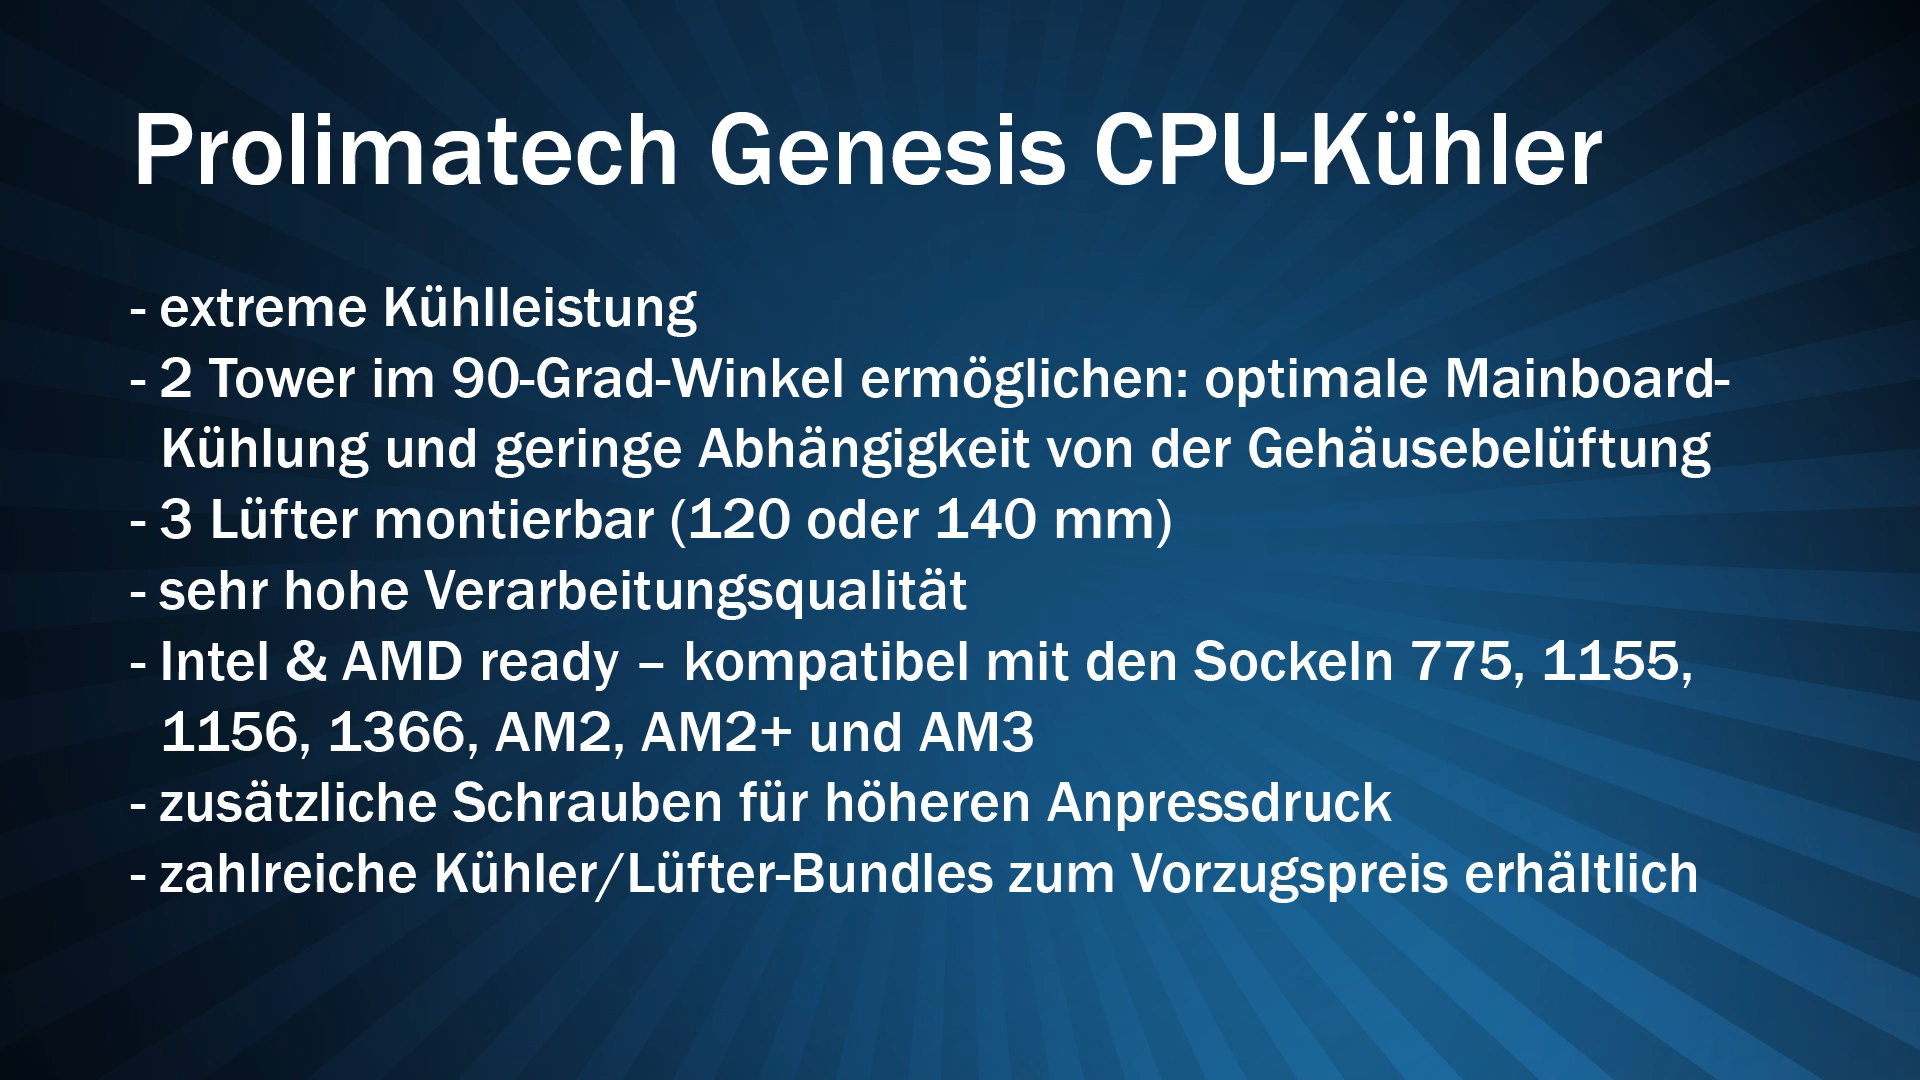 Prolimatech Genesis CPU-Kühler
- extreme Kühlleistung
- 2 Tower im 90-Grad-Winkel ermöglichen: optimale Mainboard-
Kühlung und geringe Abhängigkeit von der Gehäusebelüftung
- 3 Lüfter montierbar (120 oder 140 mm)
- sehr hohe Verarbeitungsqualität
- Intel & AMD ready – kompatibel mit den Sockeln 775, 1155,
1156, 1366, AM2, AM2+ und AM3
- zusätzliche Schrauben für höheren Anpressdruck
- zahlreiche Kühler/Lüfter-Bundles zum Vorzugspreis erhältlich